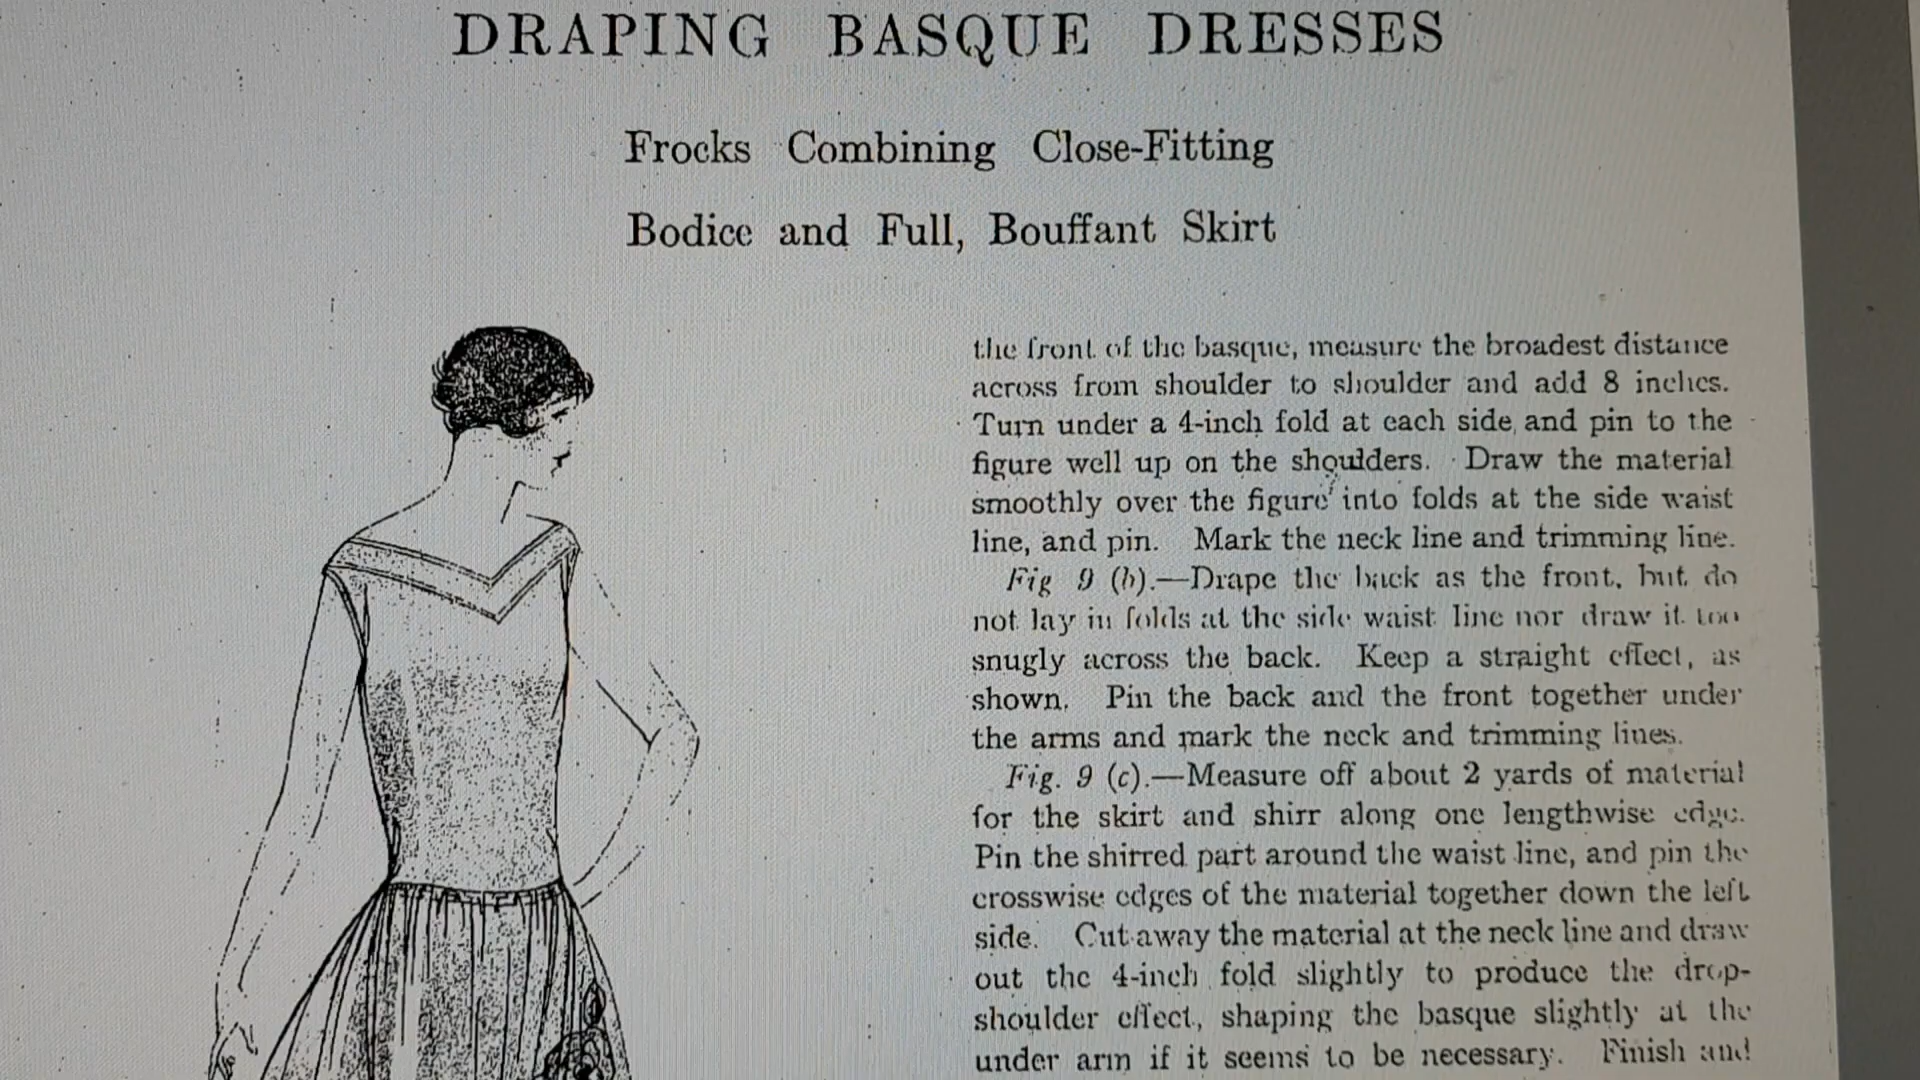 DRAPING BASQUE DRESSES
Frocks Combining Close-Fitting
Bodice and Full, Bouffant Skirt
the front of the basque, measure the broadest distance
across from shoulder to shoulder and add 8 inches.
Turn under a 4-inch fold at each side and pin to the
figure well up on the shoulders. Draw the material
smoothly over the figure into folds at the side waist
line, and pin. Mark the neck line and trimming line.
Fig 9 (b).—Drape the back as the front, but do
not lay in folds at the side waist line nor draw it too
snugly across the back. Keep a straight effect, as
shown. Pin the back and the front together under
the arms and mark the neck and trimming lines.
Fig. 9 (c).—Measure off about 2 yards of material
for the skirt and shirr along one lengthwise edge.
Pin the shirred part around the waist line, and pin the
crosswise edges of the material together down the left
side. Cut away the material at the neck line and draw
out the 4-inch fold slightly to produce the drop-
shoulder effect, shaping the basque slightly at the
under arm if it seems to be necessary. Finish and